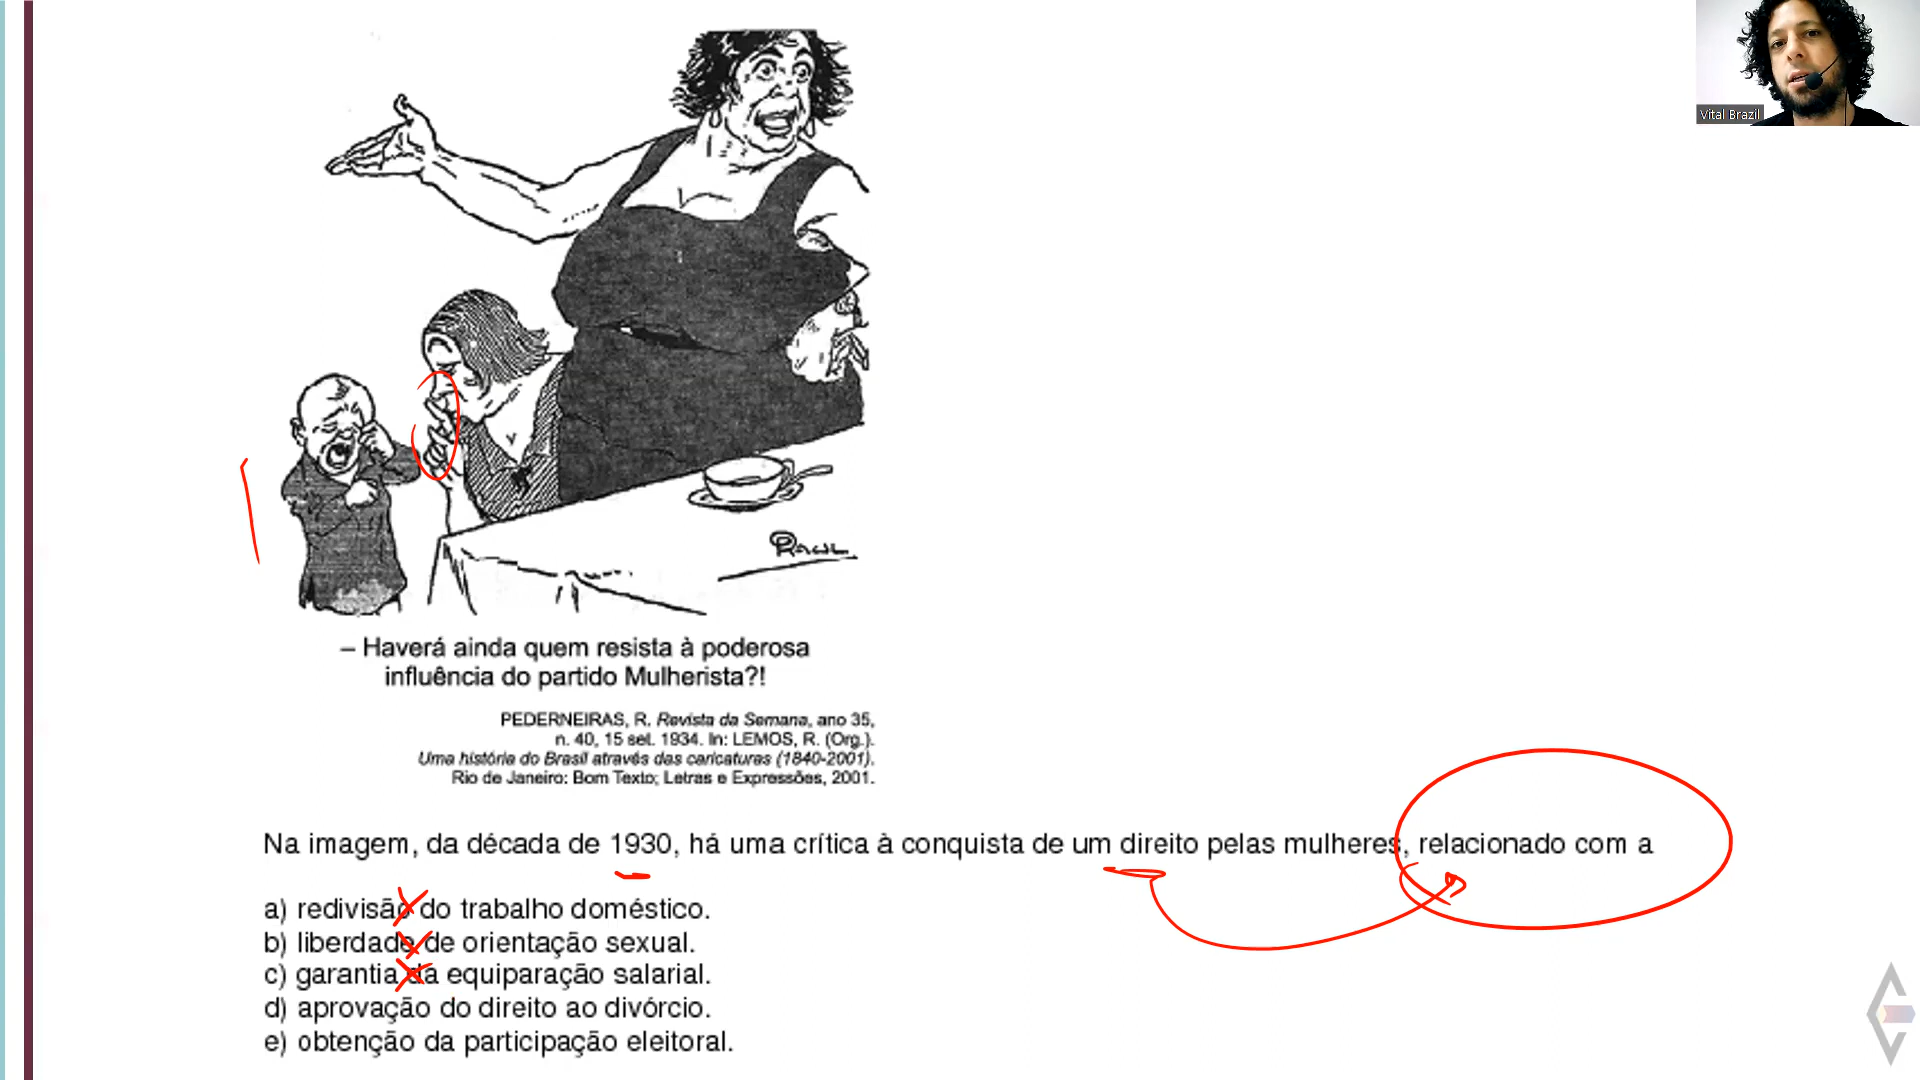 Vital Brazil
Raul
– Haverá ainda quem resista à poderosa
influência do partido Mulherista?!
PEDERNEIRAS, R. Revista da Semana, ano 35,
n. 40, 15 set. 1934. In: LEMOS, R. (Org.).
Uma história do Brasil através das caricaturas (1840-2001).
Rio de Janeiro: Bom Texto; Letras e Expressões, 2001.
Na imagem, da década de 1930, há uma crítica à conquista de um direito pelas mulheres, relacionado com a
a) redivisão do trabalho doméstico.
b) liberdade de orientação sexual.
c) garantia da equiparação salarial.
d) aprovação do direito ao divórcio.
e) obtenção da participação eleitoral.